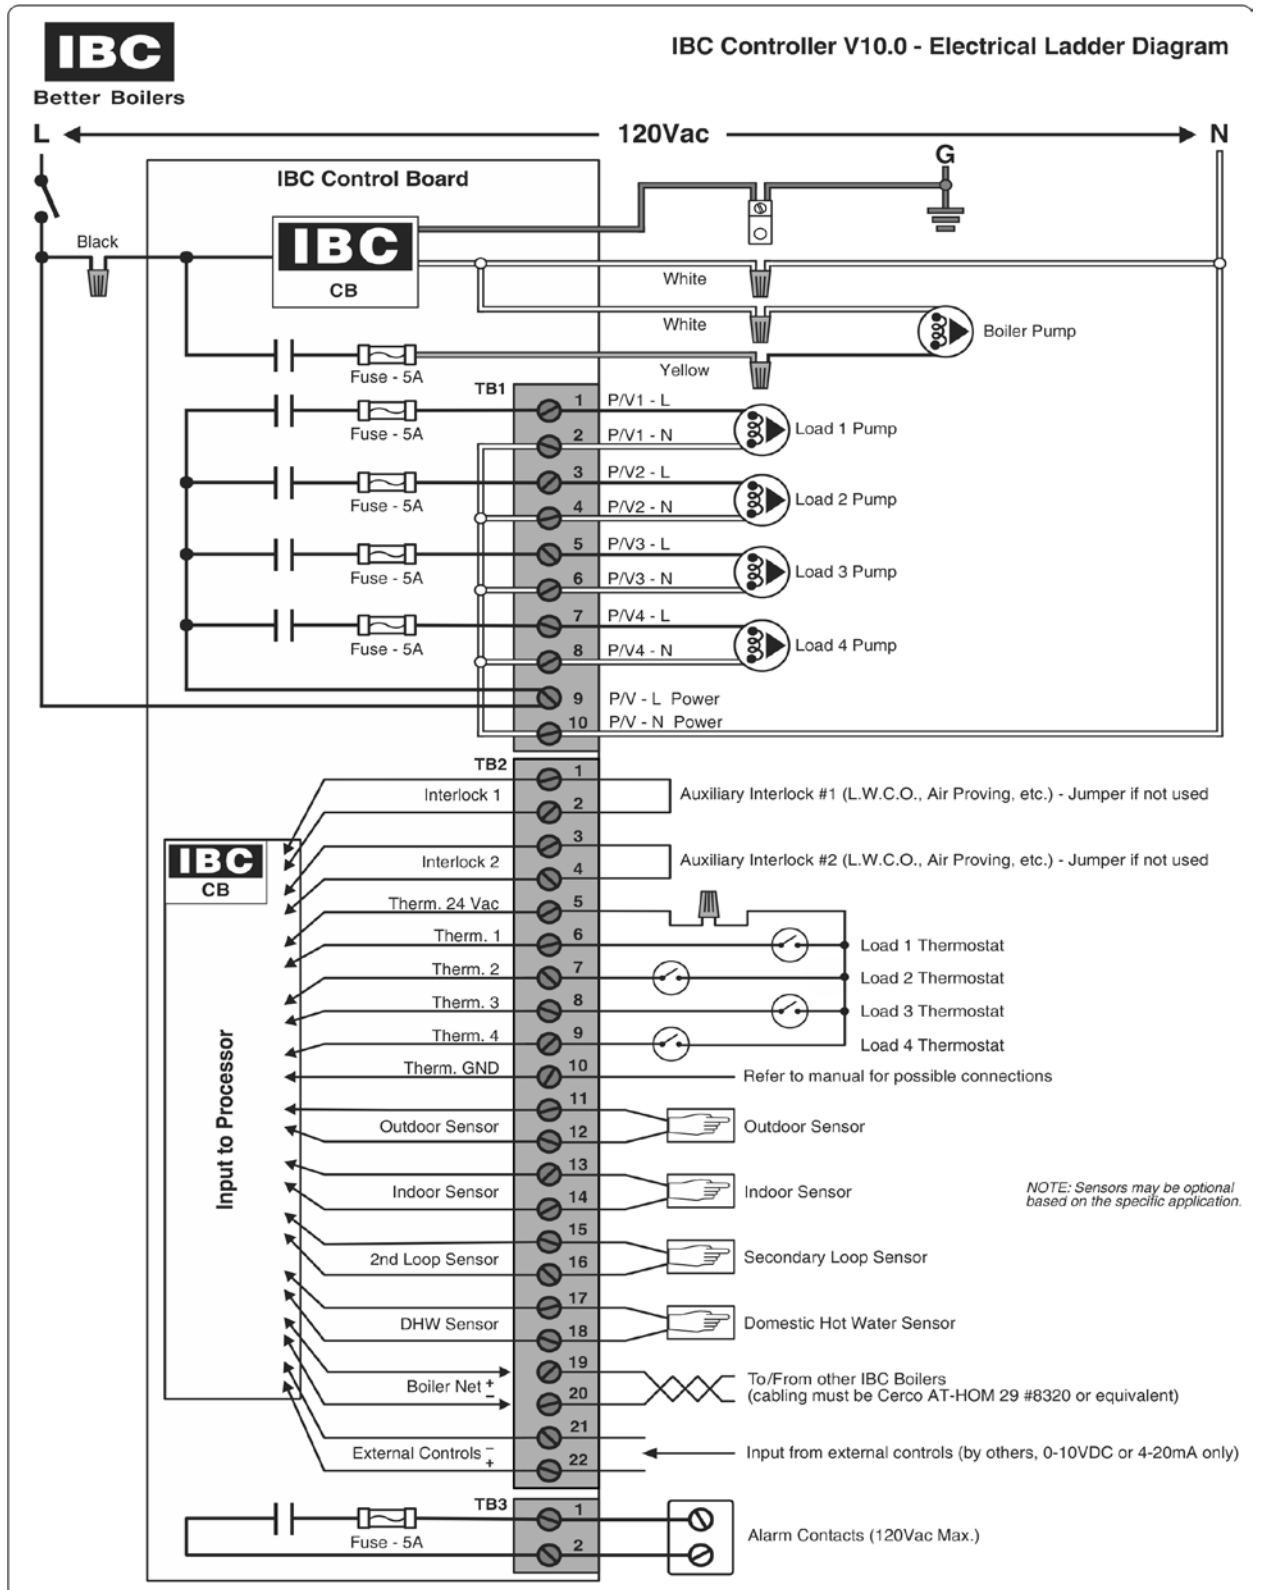 IBC
Better Boilers
IBC Controller V10.0 - Electrical Ladder Diagram
L
120Vac
N
G
IBC Control Board
IBC
CB
Black
White
White
Boiler Pump
Yellow
Fuse - 5A
TB1
1 P/V1 - L
Fuse - 5A
Load 1 Pump
2 P/V1 - N
3 P/V2 - L
Fuse - 5A
Load 2 Pump
4 P/V2 - N
5 P/V3 - L
Fuse - 5A
Load 3 Pump
6 P/V3 - N
7 P/V4 - L
Fuse - 5A
Load 4 Pump
8 P/V4 - N
9 P/V - L Power
10 P/V - N Power
TB2
1
Interlock 1
Auxiliary Interlock #1 (L.W.C.O., Air Proving, etc.) - Jumper if not used
2
3
Interlock 2
Auxiliary Interlock #2 (L.W.C.O., Air Proving, etc.) - Jumper if not used
4
IBC
CB
Input to Processor
Therm. 24 Vac 5
Therm. 1 6 Load 1 Thermostat
Therm. 2 7 Load 2 Thermostat
Therm. 3 8 Load 3 Thermostat
Therm. 4 9 Load 4 Thermostat
Therm. GND 10 Refer to manual for possible connections
11
Outdoor Sensor 12 Outdoor Sensor
13
Indoor Sensor 14 Indoor Sensor
NOTE: Sensors may be optional
based on the specific application.
15
2nd Loop Sensor 16 Secondary Loop Sensor
17
DHW Sensor 18 Domestic Hot Water Sensor
19
Boiler Net + - 20
To/From other IBC Boilers
(cabling must be Cerco AT-HOM 29 #8320 or equivalent)
21
External Controls - + 22
Input from external controls (by others, 0-10VDC or 4-20mA only)
TB3
1
Fuse - 5A
2
Alarm Contacts (120Vac Max.)